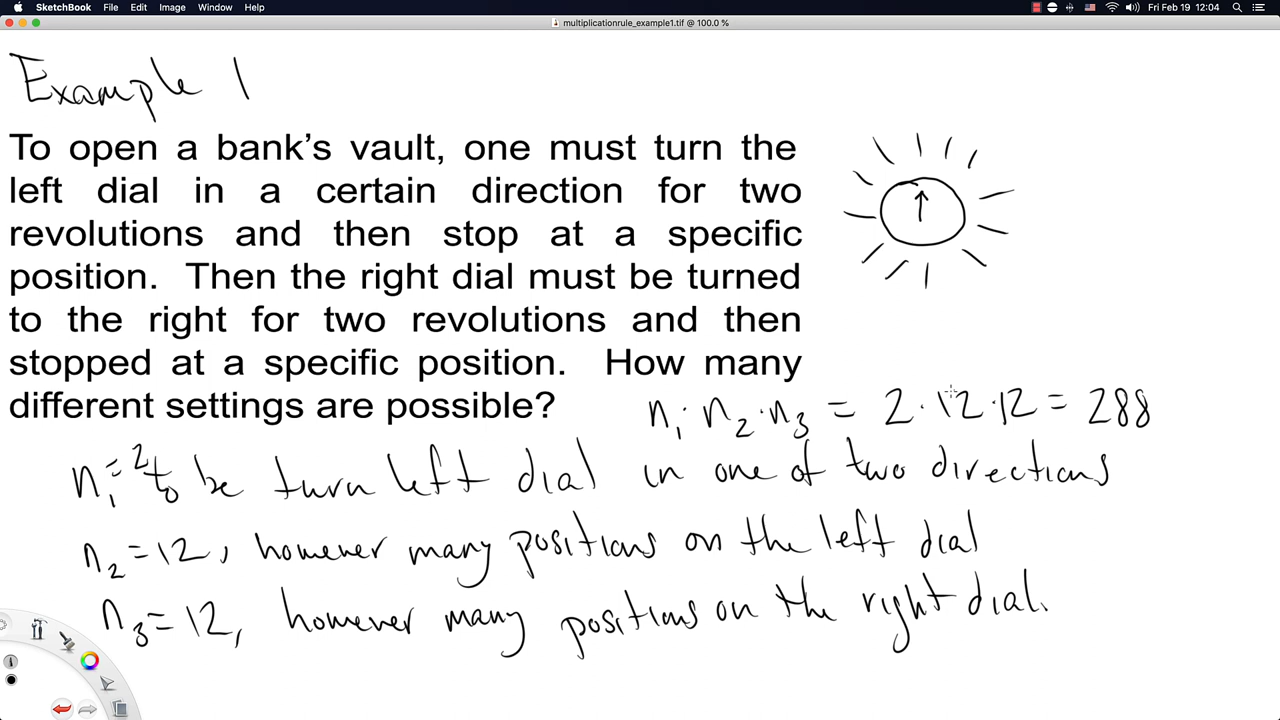 SketchBook File Edit Image Window Help Fri Feb 19 12:04
multiplicationrule_example1.tif @ 100.0 %
Example 1
To open a bank’s vault, one must turn the
left dial in a certain direction for two
revolutions and then stop at a specific
position. Then the right dial must be turned
to the right for two revolutions and then
stopped at a specific position. How many
different settings are possible?
n₁·n₂·n₃ = 2·12·12 = 288
n₁=2 to be turn left dial in one of two directions
n₂=12, however many positions on the left dial
n₃=12, however many positions on the right dial.